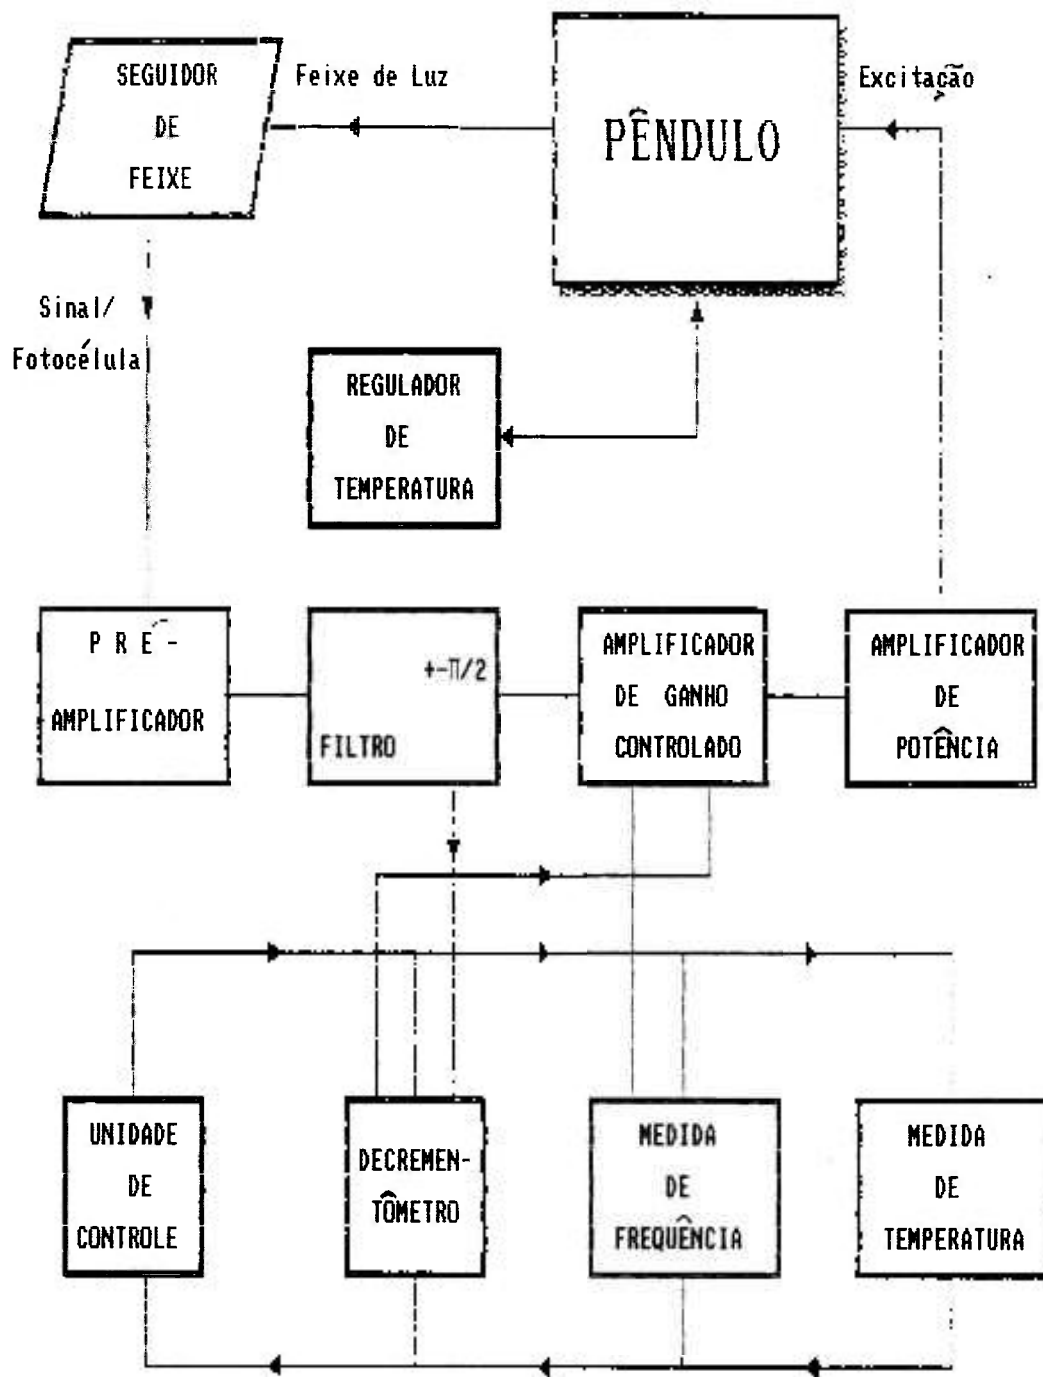 SEGUIDOR
DE
FEIXE
Feixe de Luz
PÊNDULO
Excitação
Sinal/
Fotocélula
REGULADOR
DE
TEMPERATURA
PRÉ-
AMPLIFICADOR
+-π/2
FILTRO
AMPLIFICADOR
DE GANHO
CONTROLADO
AMPLIFICADOR
DE
POTÊNCIA
UNIDADE
DE
CONTROLE
DECREMEN-
TÔMETRO
MEDIDA
DE
FREQUÊNCIA
MEDIDA
DE
TEMPERATURA